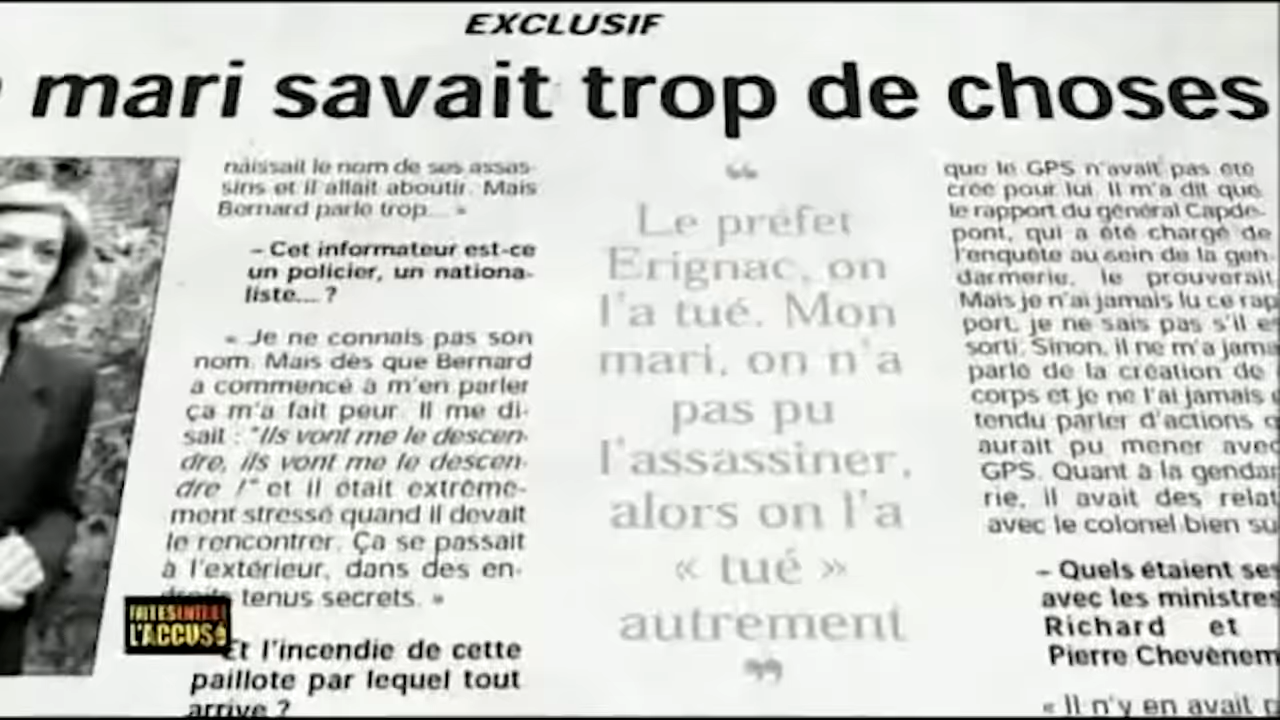 EXCLUSIF
mari savait trop de choses
naissait le nom de ses assas-
sins et il allait aboutir. Mais
Bernard parle trop... »
– Cet informateur est-ce
un policier, un nationa-
liste... ?
« Je ne connais pas son
nom. Mais dès que Bernard
a commencé à m'en parler
ça m'a fait peur. Il me di-
sait : "Ils vont me le descen-
dre, ils vont me le descen-
dre !" et il était extrême-
ment stressé quand il devait
le rencontrer. Ça se passait
à l'extérieur, dans des en-
tenus secrets. »
Et l'incendie de cette
paillote par lequel tout
arrive ?
“
Le préfet
Erignac, on
l'a tué. Mon
mari, on n'a
pas pu
l'assassiner,
alors on l'a
« tué »
autrement
”
que le GPS n'avait pas été
créé pour lui. Il m'a dit que
le rapport du général Capde-
pont, qui a été chargé de
l'enquête au sein de la gen-
darmerie, le prouverait.
Mais je n'ai jamais lu ce rap
port, je ne sais pas s'il e
sorti. Sinon, il ne m'a jama
parlé de la création de
corps et je ne l'ai jamais
tendu parler d'actions q
aurait pu mener avec
GPS. Quant à la gendar
rie, il avait des relat
avec le colonel bien su
– Quels étaient ses
avec les ministres
Richard et
Pierre Chevènem
« Il n'y en avait p
FAITES ENTRER
L'ACCUSÉ